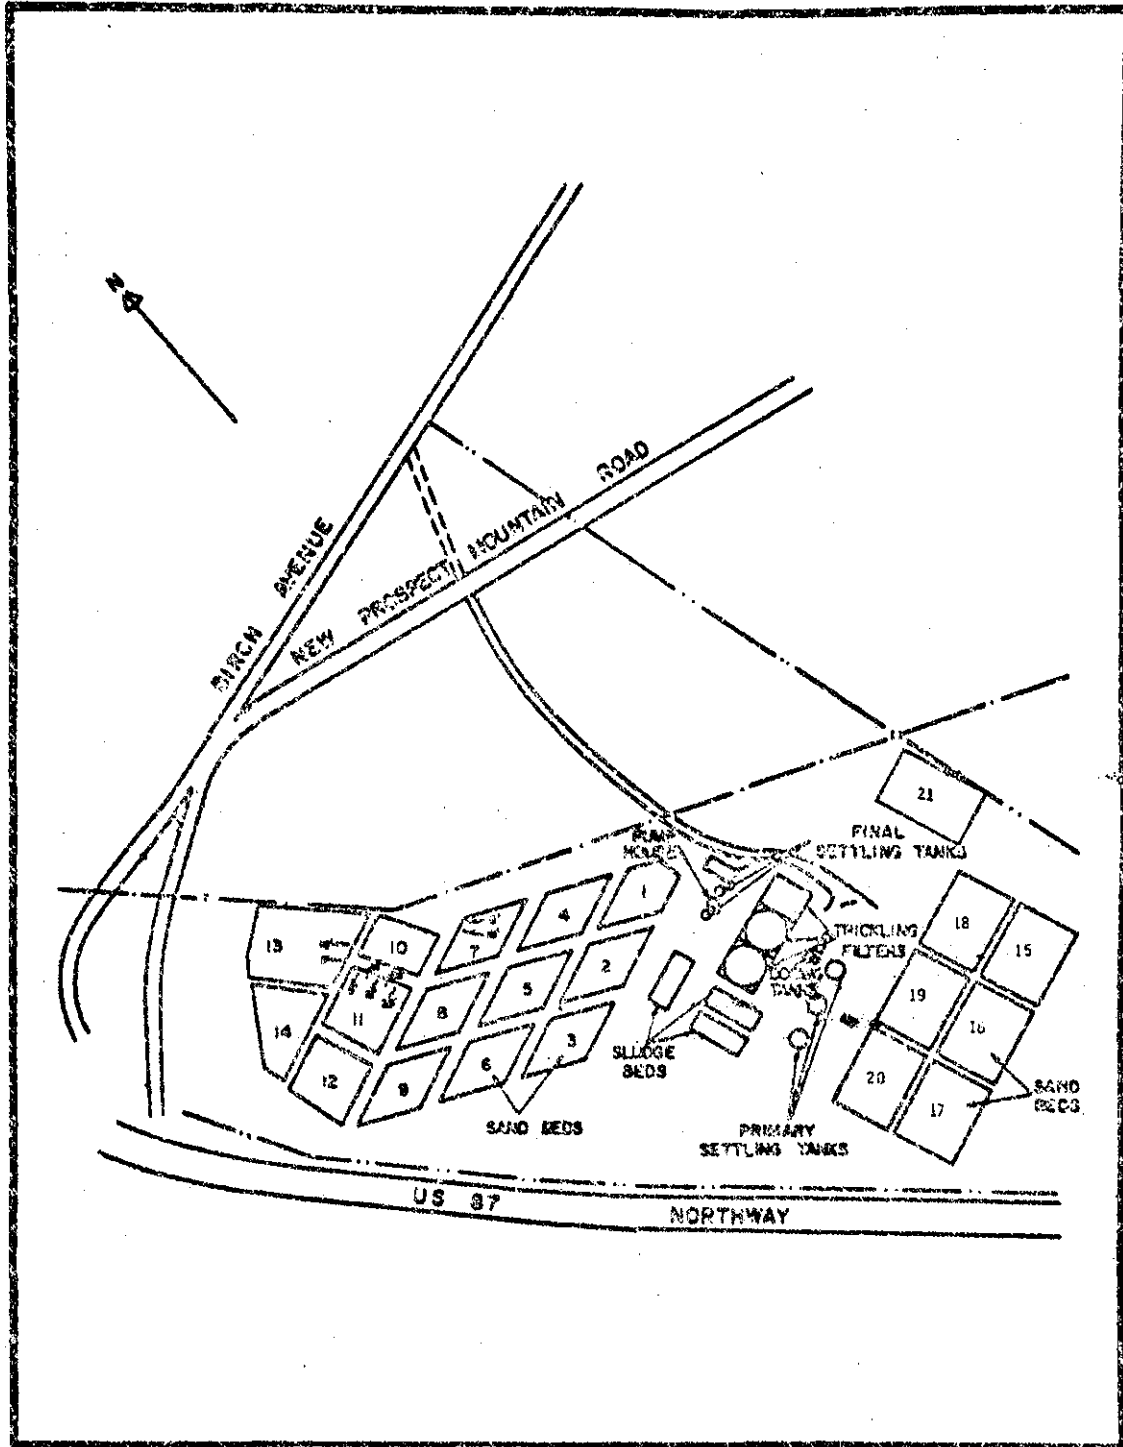 N
BIRCH AVENUE
NEW PROSPECT MOUNTAIN ROAD
21
PUMP
HOUSE
FINAL
SETTLING TANKS
1
4
7
10
13
2
5
8
11
14
3
6
9
12
18
15
19
16
20
17
TRICKLING
FILTERS
TANKS
SLUDGE
BEDS
SAND BEDS
SAND
BEDS
PRIMARY
SETTLING TANKS
US 87
NORTHWAY